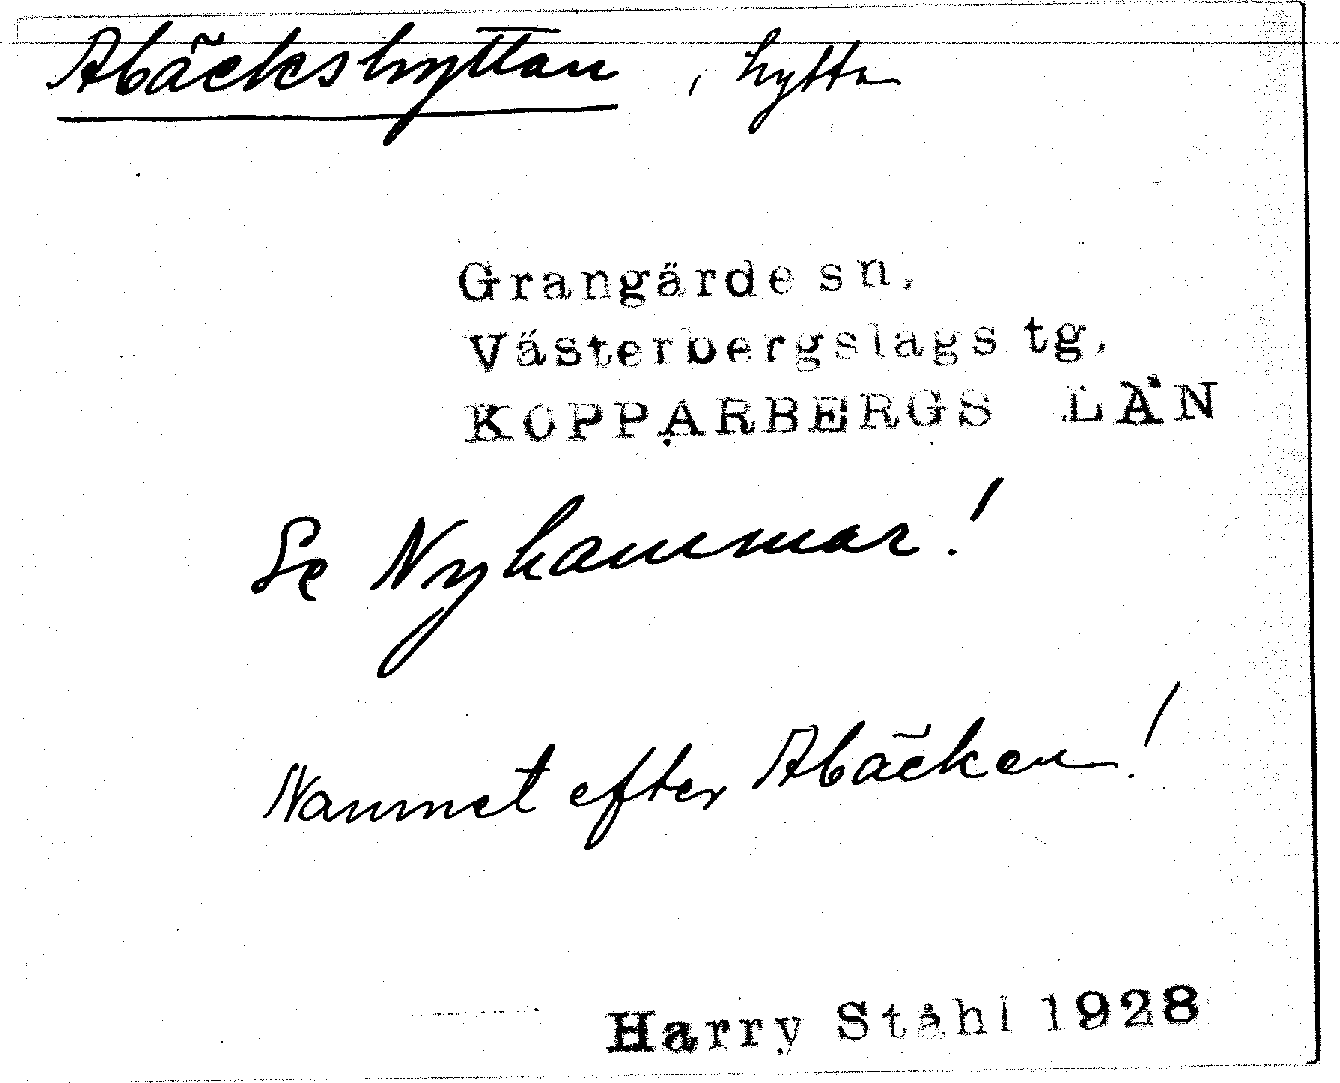 Abäckshyttan, hytta
Grangärde sn.
Västerbergslags tg.
KOPPARBERGS LÄN
Se Nyhammar!
Namnet efter Abäcken!
Harry Ståhl 1928